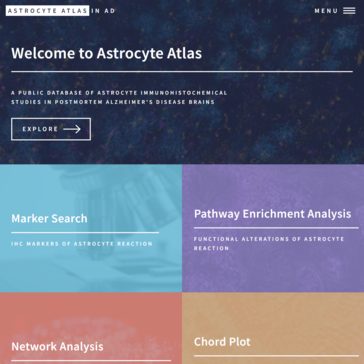 ASTROCYTE ATLAS IN AD
MENU
Welcome to Astrocyte Atlas
A PUBLIC DATABASE OF ASTROCYTE IMMUNOHISTOCHEMICAL
STUDIES IN POSTMORTEM ALZHEIMER'S DISEASE BRAINS
EXPLORE
Marker Search
IHC MARKERS OF ASTROCYTE REACTION
Pathway Enrichment Analysis
FUNCTIONAL ALTERATIONS OF ASTROCYTE
REACTION
Network Analysis
Chord Plot